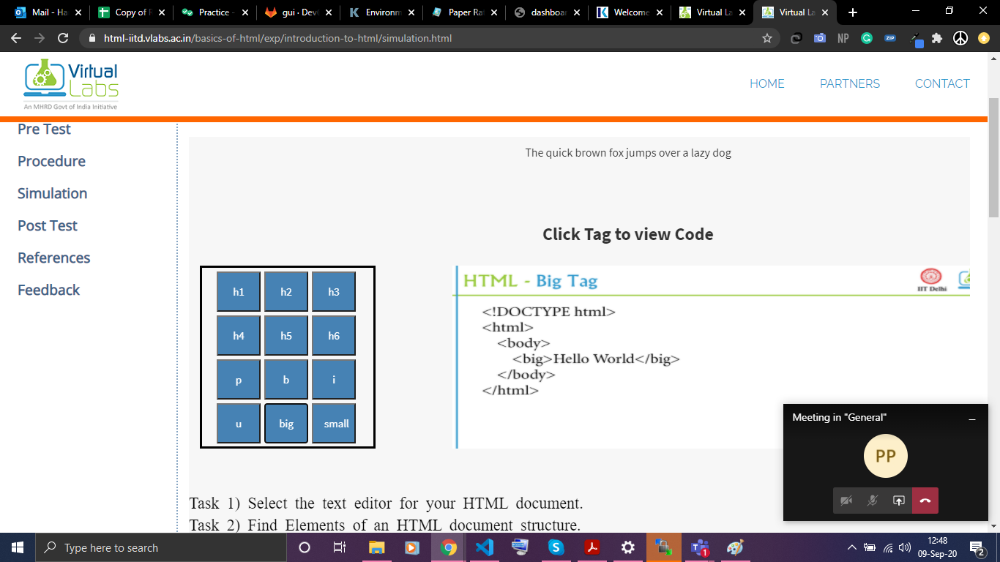 Mail - Ha
Copy of R
Practice -
gui · Deve
Environm
Paper Rat
dashboar
Welcome
Virtual La
Virtual La
html-iitd.vlabs.ac.in/basics-of-html/exp/introduction-to-html/simulation.html
NP
ZIP
Virtual
Labs
An MHRD Govt of India Initiative
HOME PARTNERS CONTACT
Pre Test
Procedure
Simulation
Post Test
References
Feedback
The quick brown fox jumps over a lazy dog
Click Tag to view Code
h1 h2 h3
h4 h5 h6
p b i
u big small
HTML - Big Tag
IIT Delhi
<!DOCTYPE html>
<html>
<body>
<big>Hello World</big>
</body>
</html>
Meeting in "General"
PP
Task 1) Select the text editor for your HTML document.
Task 2) Find Elements of an HTML document structure.
Type here to search
1
12:48
09-Sep-20
2